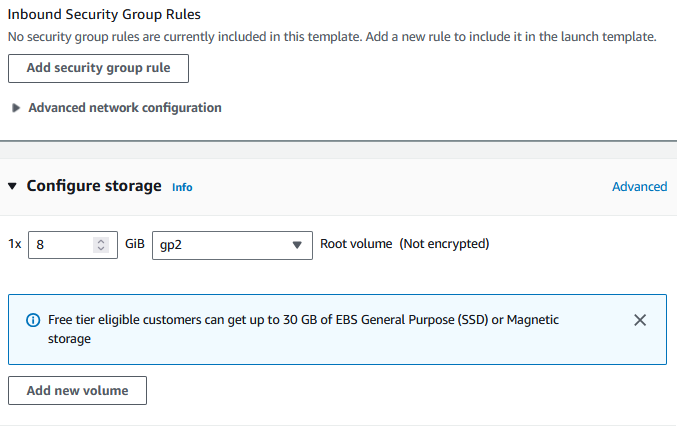 Inbound Security Group Rules
No security group rules are currently included in this template. Add a new rule to include it in the launch template.
Add security group rule
Advanced network configuration
Configure storage Info Advanced
1x 8 GiB gp2 Root volume (Not encrypted)
Free tier eligible customers can get up to 30 GB of EBS General Purpose (SSD) or Magnetic
storage
Add new volume